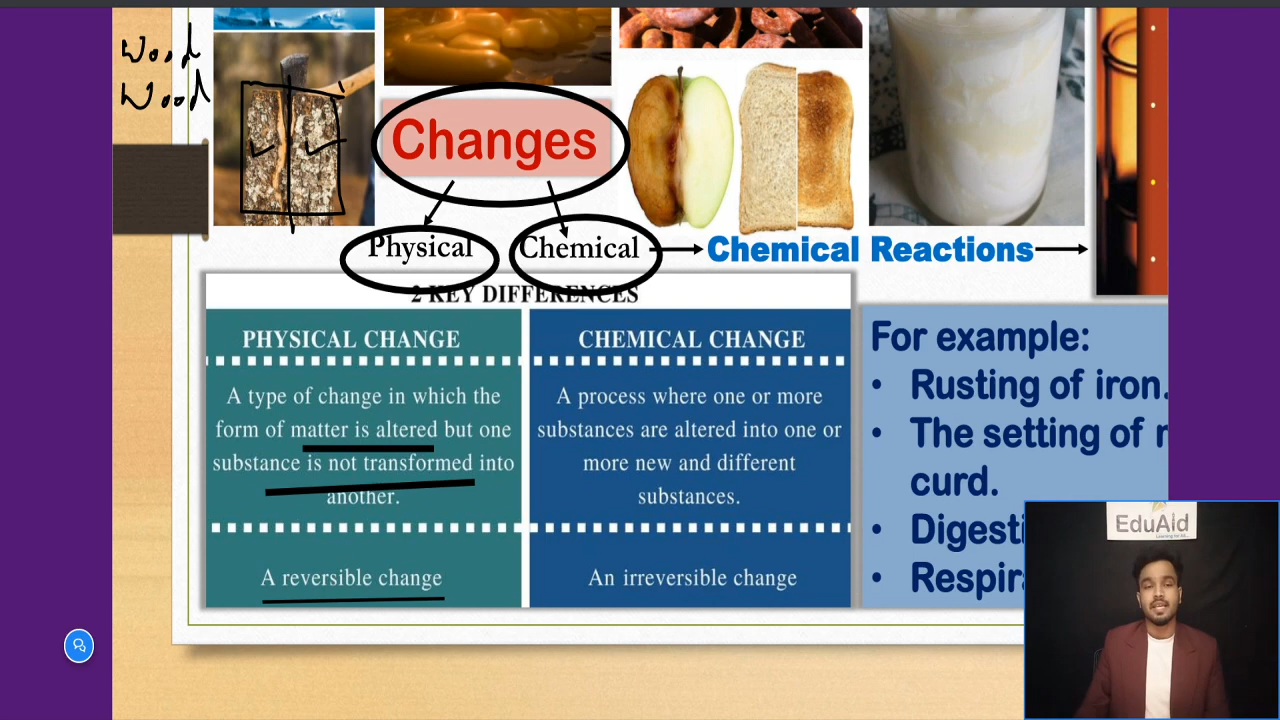 Wood
Wood
Changes
Physical
Chemical
Chemical Reactions
2 KEY DIFFERENCES
PHYSICAL CHANGE
A type of change in which the
form of matter is altered but one
substance is not transformed into
another.
A reversible change
CHEMICAL CHANGE
A process where one or more
substances are altered into one or
more new and different
substances.
An irreversible change
For example:
• Rusting of iron.
• The setting of
curd.
• Digesti
• Respira
EduAid